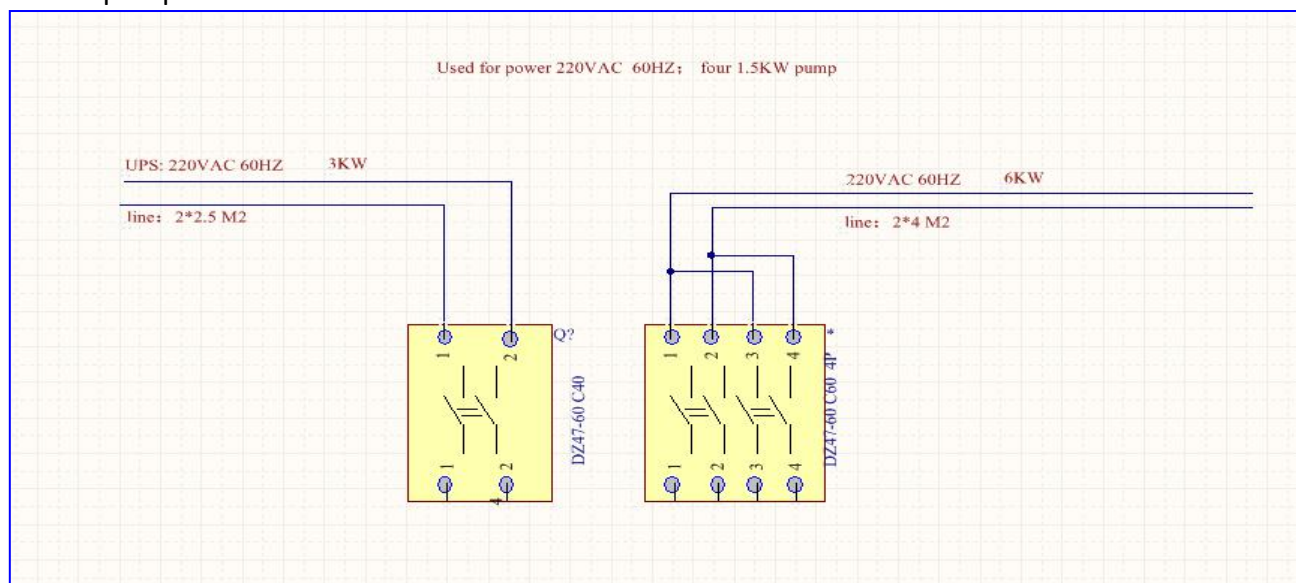 Used for power 220VAC 60HZ； four 1.5KW pump
UPS: 220VAC 60HZ 3KW
line： 2*2.5 M2
220VAC 60HZ 6KW
line： 2*4 M2
Q?
*
1 2
1 2 3 4
DZ47-60 C40
DZ47-60 C60 4P
1 2
4
1 2 3 4